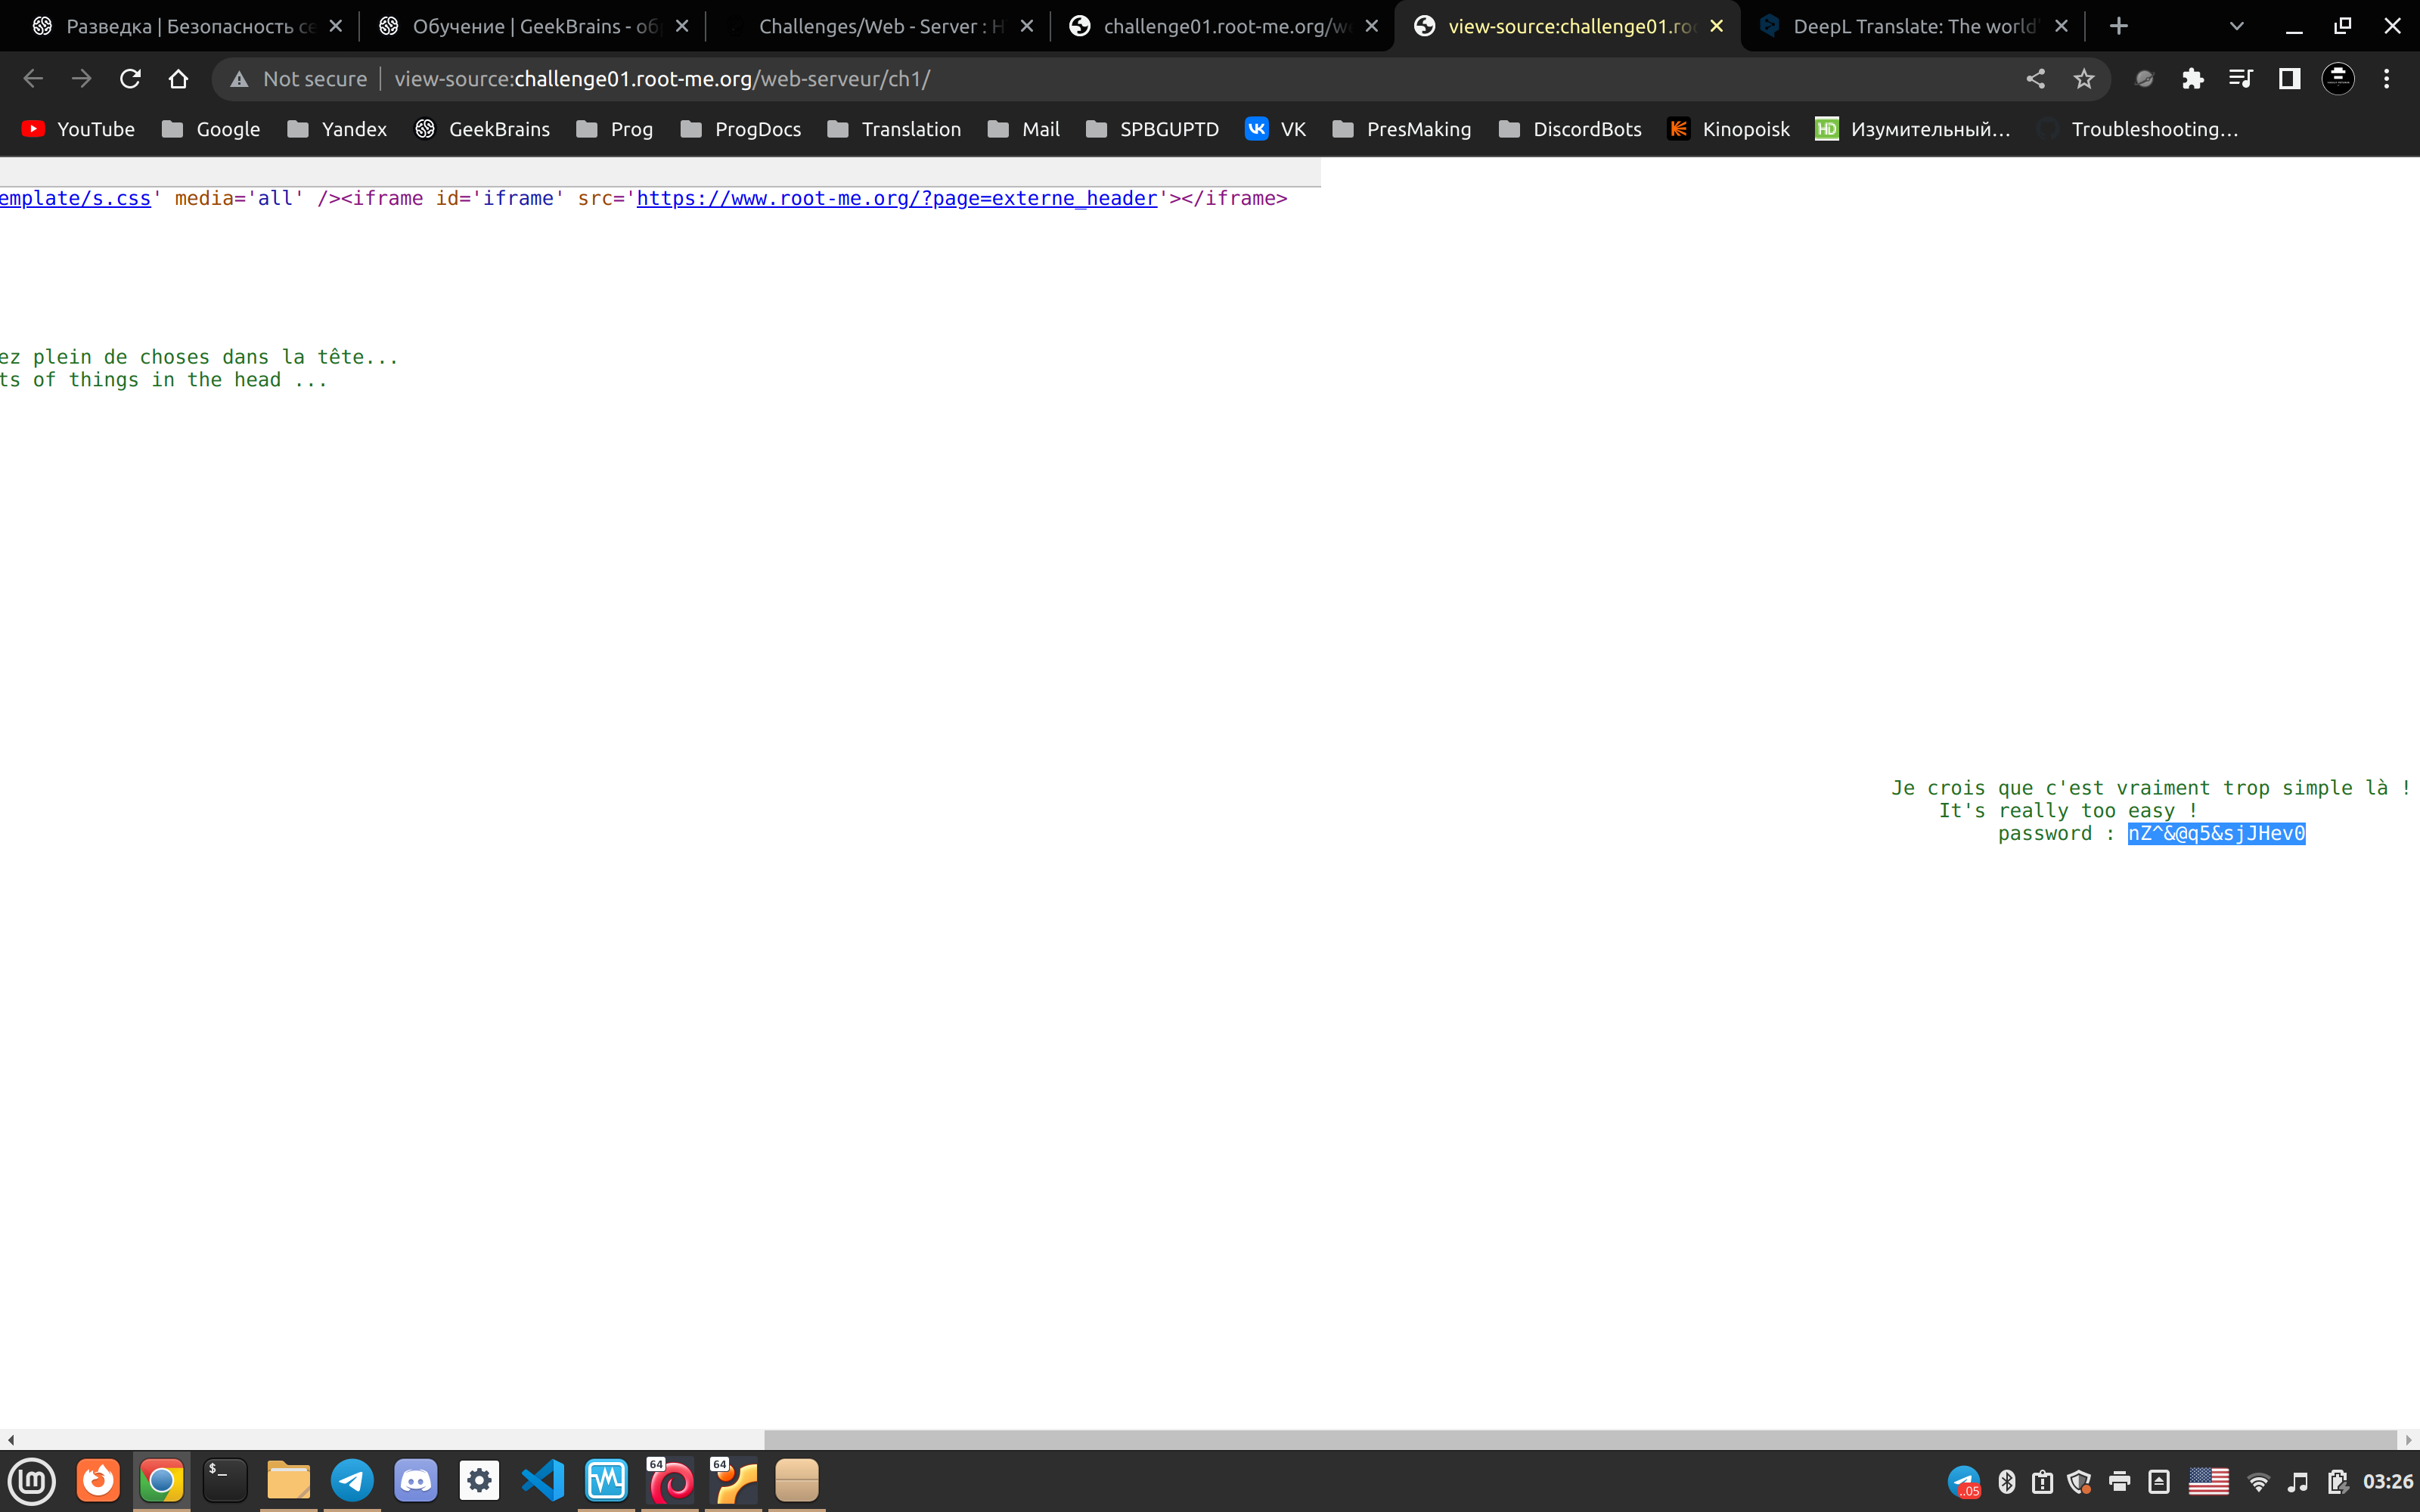 Разведка | Безопасность се
Обучение | GeekBrains - об
Challenges/Web - Server : H
challenge01.root-me.org/we
view-source:challenge01.roo
DeepL Translate: The world'
Not secure
view-source:challenge01.root-me.org/web-serveur/ch1/
YouTube
Google
Yandex
GeekBrains
Prog
ProgDocs
Translation
Mail
SPBGUPTD
VK
PresMaking
DiscordBots
Kinopoisk
HD
Изумительный...
Troubleshooting...
emplate/s.css' media='all' /><iframe id='iframe' src='https://www.root-me.org/?page=externe_header'></iframe>
ez plein de choses dans la tête...
ts of things in the head ...
Je crois que c'est vraiment trop simple là !
It's really too easy !
password : nZ^&@q5&sjJHev0
$_
64
64
..05
03:26